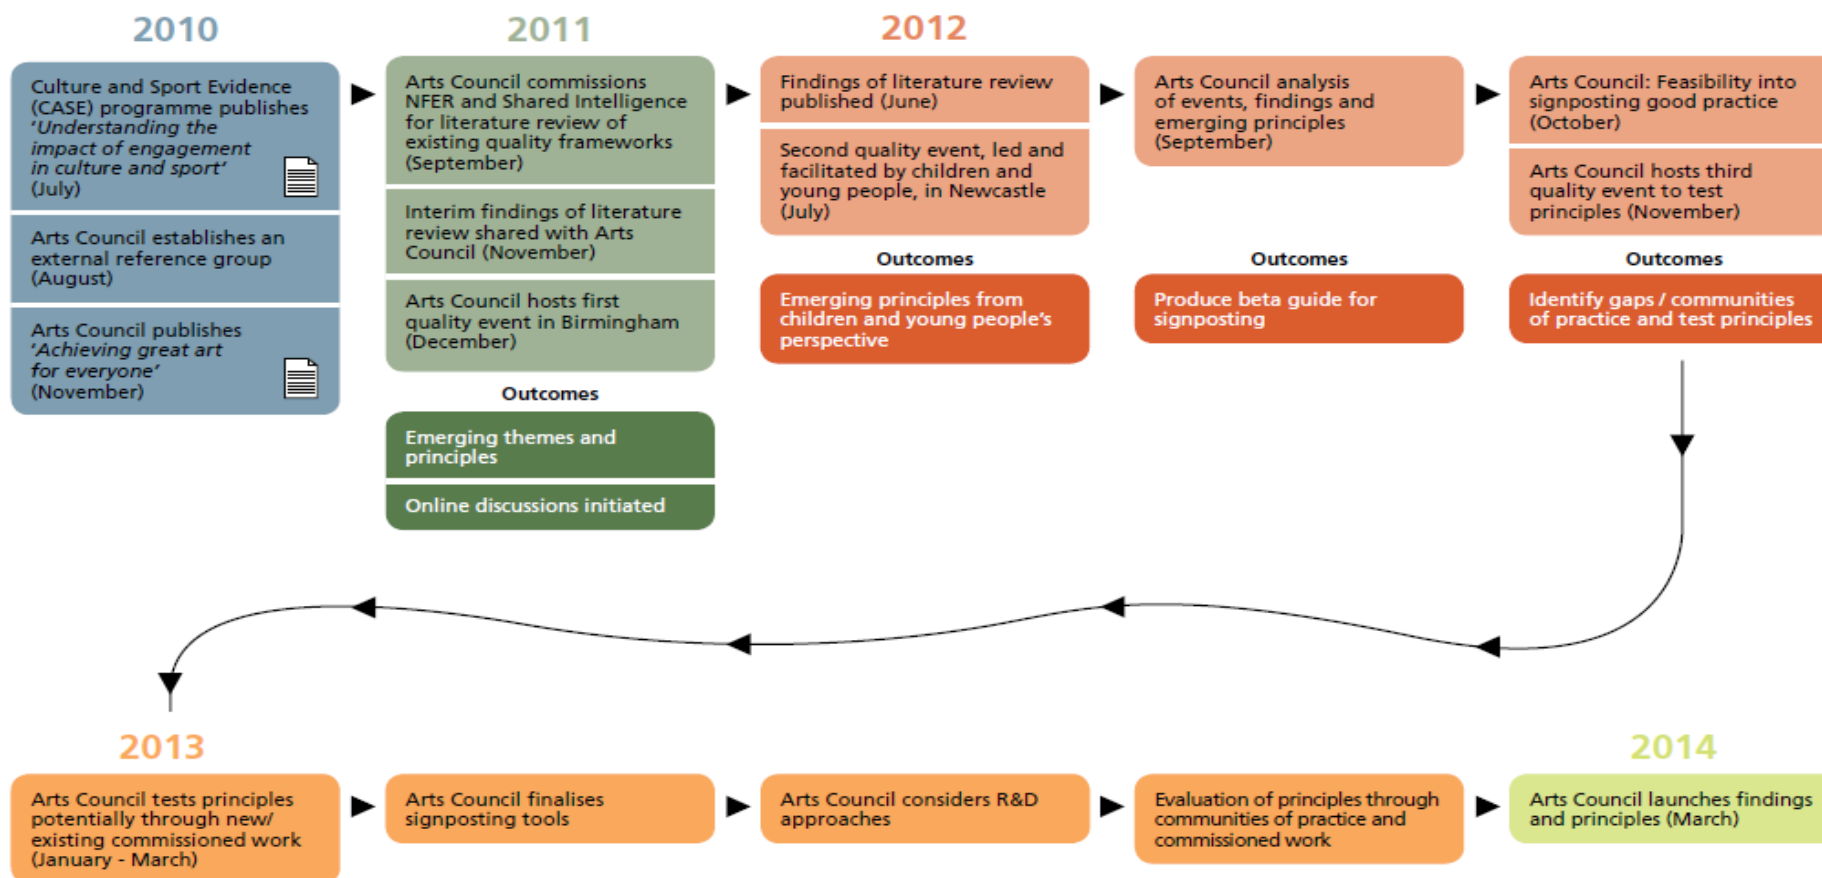 2010
Culture and Sport Evidence
(CASE) programme publishes
‘Understanding the
impact of engagement
in culture and sport’
(July)
Arts Council establishes an
external reference group
(August)
Arts Council publishes
‘Achieving great art
for everyone’
(November)
2011
Arts Council commissions
NFER and Shared Intelligence
for literature review of
existing quality frameworks
(September)
Interim findings of literature
review shared with Arts
Council (November)
Arts Council hosts first
quality event in Birmingham
(December)
Outcomes
Emerging themes and
principles
Online discussions initiated
2012
Findings of literature review
published (June)
Second quality event, led and
facilitated by children and
young people, in Newcastle
(July)
Outcomes
Emerging principles from
children and young people’s
perspective
Arts Council analysis
of events, findings and
emerging principles
(September)
Outcomes
Produce beta guide for
signposting
Arts Council: Feasibility into
signposting good practice
(October)
Arts Council hosts third
quality event to test
principles (November)
Outcomes
Identify gaps / communities
of practice and test principles
2013
Arts Council tests principles
potentially through new/
existing commissioned work
(January - March)
Arts Council finalises
signposting tools
Arts Council considers R&D
approaches
Evaluation of principles through
communities of practice and
commissioned work
2014
Arts Council launches findings
and principles (March)